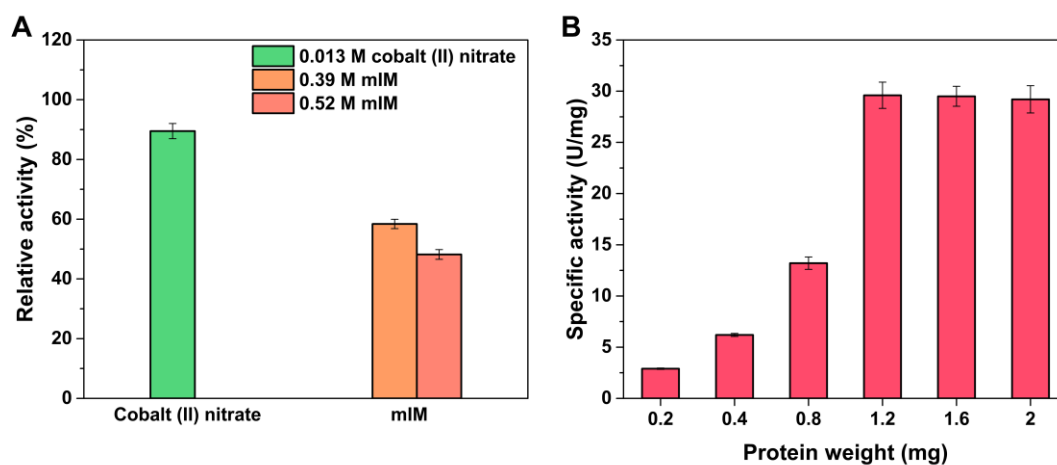 A
Relative activity (%)
120
100
80
60
40
20
0
0.013 M cobalt (II) nitrate
0.39 M mIM
0.52 M mIM
Cobalt (II) nitrate
mIM
B
Specific activity (U/mg)
35
30
25
20
15
10
5
0
0.2 0.4 0.8 1.2 1.6 2
Protein weight (mg)